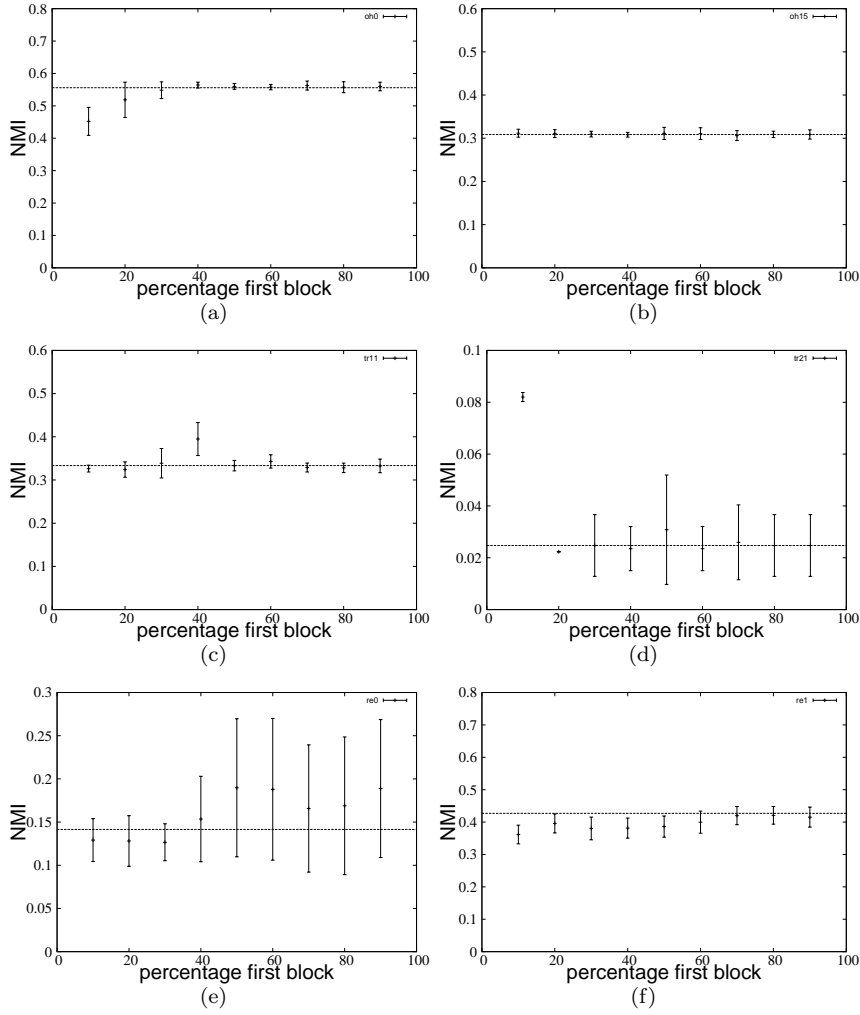 0.8
oh0
0.7
0.6
0.5
NMI
0.4
0.3
0.2
0.1
0
0 20 40 60 80 100
percentage first block
(a)
0.6
oh15
0.5
0.4
NMI
0.3
0.2
0.1
0
0 20 40 60 80 100
percentage first block
(b)
0.6
tr11
0.5
0.4
NMI
0.3
0.2
0.1
0
0 20 40 60 80 100
percentage first block
(c)
0.1
tr21
0.08
0.06
NMI
0.04
0.02
0
0 20 40 60 80 100
percentage first block
(d)
0.3
re0
0.25
0.2
NMI
0.15
0.1
0.05
0
0 20 40 60 80 100
percentage first block
(e)
0.8
re1
0.7
0.6
0.5
NMI
0.4
0.3
0.2
0.1
0
0 20 40 60 80 100
percentage first block
(f)